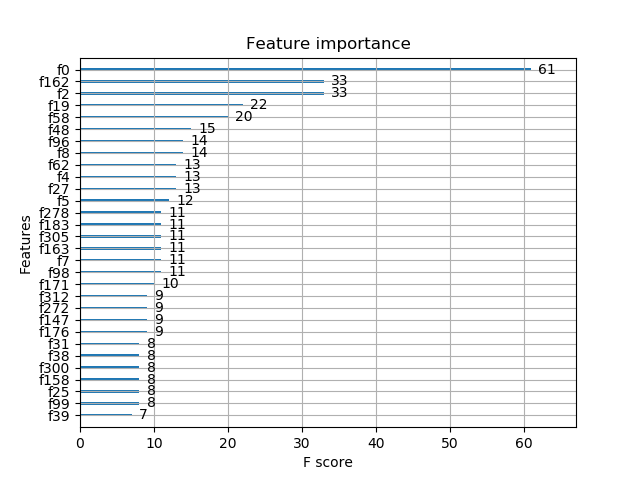 Feature importance
f0 61
f162 33
f2 33
f19 22
f58 20
f48 15
f96 14
f8 14
f62 13
f4 13
f27 13
f5 12
f278 11
f183 11
f305 11
f163 11
f7 11
f98 11
f171 10
f312 9
f272 9
f147 9
f176 9
f31 8
f38 8
f300 8
f158 8
f25 8
f99 8
f39 7
Features
0 10 20 30 40 50 60
F score